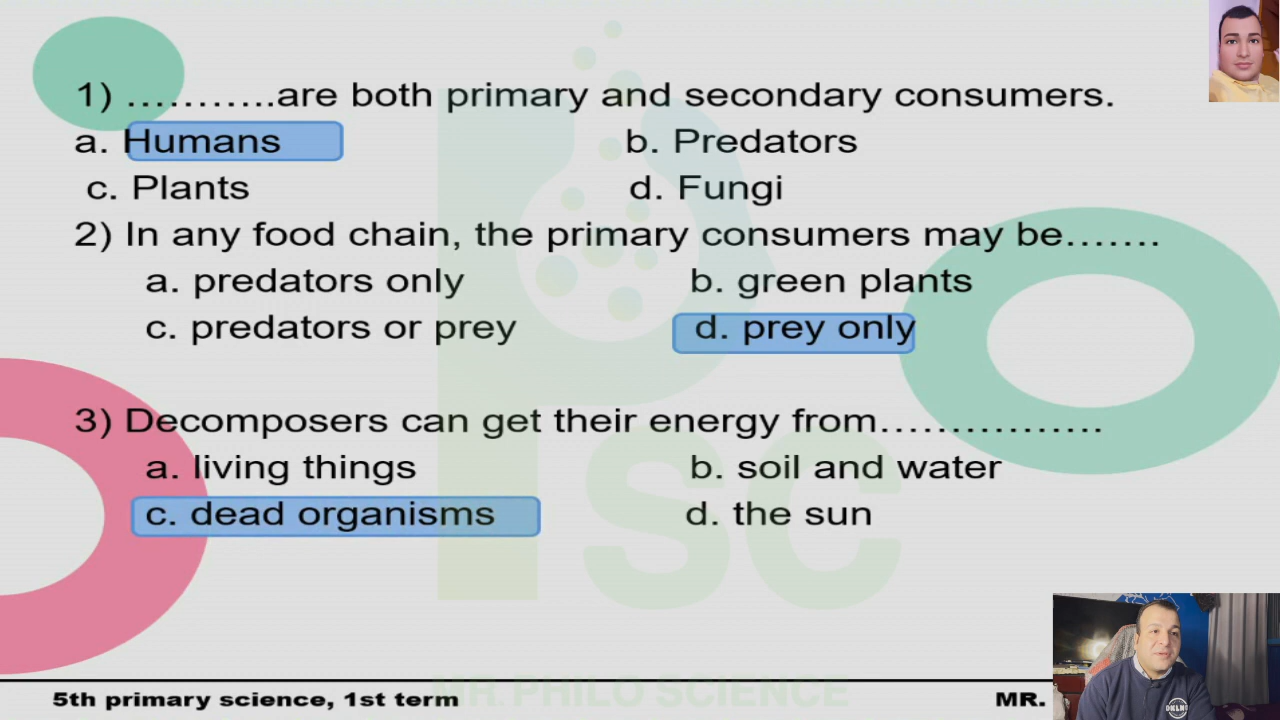 1) ………..are both primary and secondary consumers.
a. Humans b. Predators
c. Plants d. Fungi
2) In any food chain, the primary consumers may be…….
a. predators only b. green plants
c. predators or prey d. prey only
3) Decomposers can get their energy from…………….
a. living things b. soil and water
c. dead organisms d. the sun
Psc
MR. PHILO SCIENCE
5th primary science, 1st term MR.